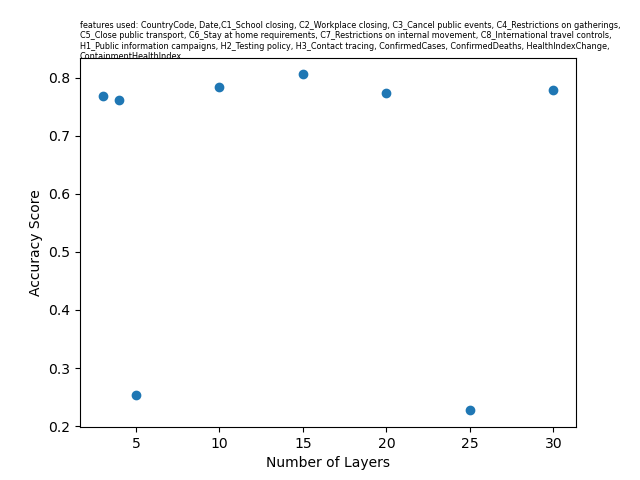 features used: CountryCode, Date,C1_School closing, C2_Workplace closing, C3_Cancel public events, C4_Restrictions on gatherings,
C5_Close public transport, C6_Stay at home requirements, C7_Restrictions on internal movement, C8_International travel controls,
H1_Public information campaigns, H2_Testing policy, H3_Contact tracing, ConfirmedCases, ConfirmedDeaths, HealthIndexChange,
ContainmentHealthIndex
0.8
0.7
0.6
0.5
0.4
0.3
0.2
Accuracy Score
5 10 15 20 25 30
Number of Layers